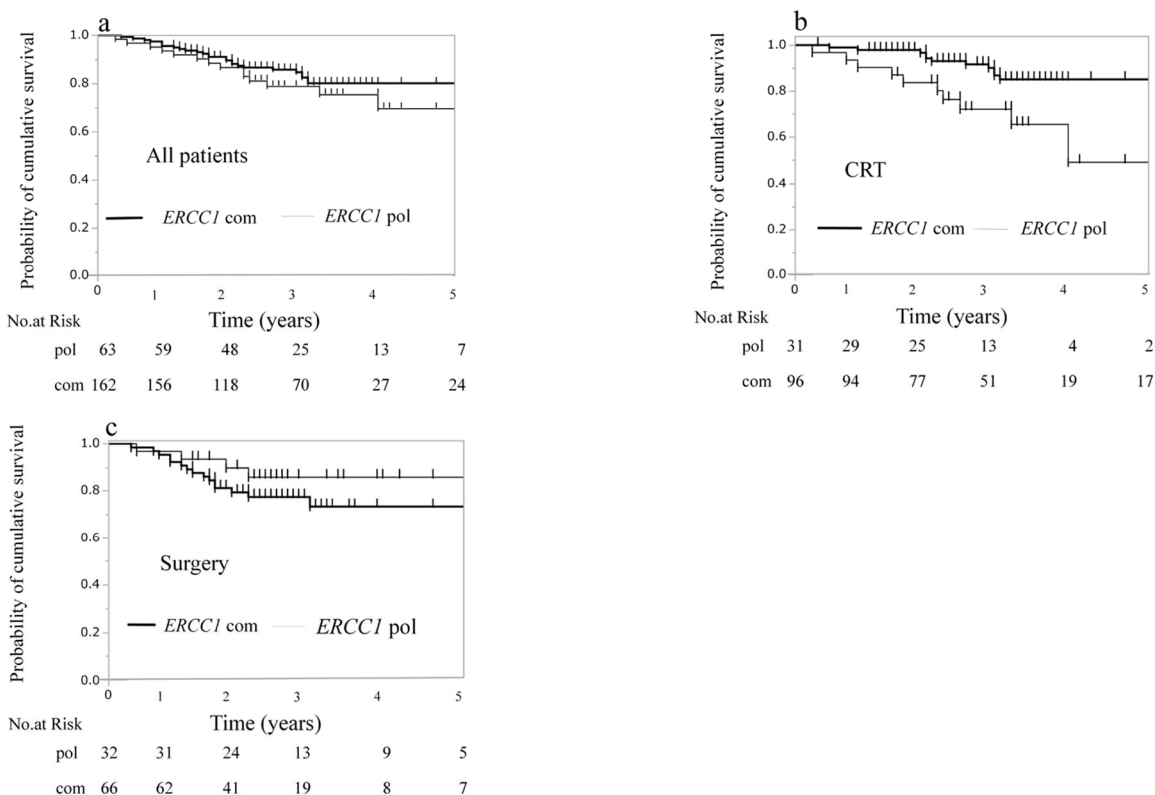 a
Probability of cumulative survival
1.0
0.8
0.6
0.4
0.2
0.0
All patients
ERCC1 com ERCC1 pol
0 1 2 3 4 5
Time (years)
No.at Risk
pol 63 59 48 25 13 7
com 162 156 118 70 27 24
b
Probability of cumulative survival
1.0
0.8
0.6
0.4
0.2
0.0
CRT
ERCC1 com ERCC1 pol
0 1 2 3 4 5
Time (years)
No.at Risk
pol 31 29 25 13 4 2
com 96 94 77 51 19 17
c
Probability of cumulative survival
1.0
0.8
0.6
0.4
0.2
0.0
Surgery
ERCC1 com ERCC1 pol
0 1 2 3 4 5
Time (years)
No.at Risk
pol 32 31 24 13 9 5
com 66 62 41 19 8 7